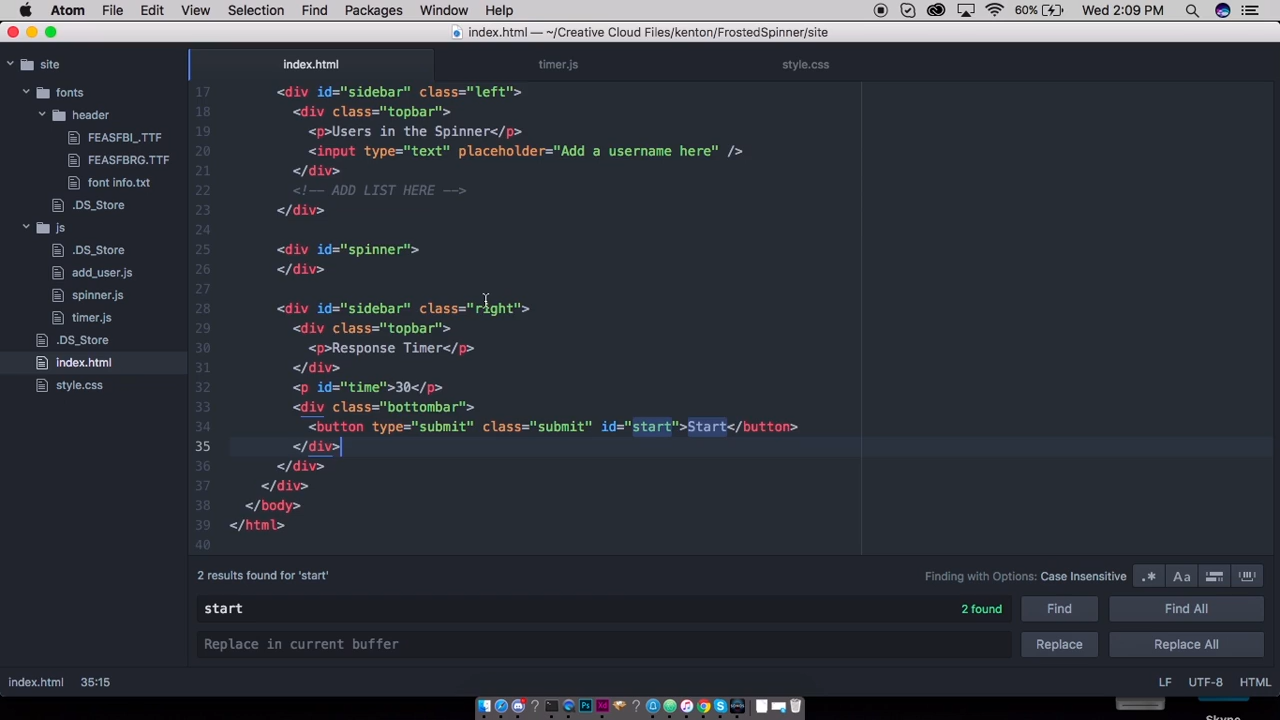 Atom File Edit View Selection Find Packages Window Help 60% Wed 2:09 PM
index.html — ~/Creative Cloud Files/kenton/FrostedSpinner/site
site
fonts
header
FEASFBI_.TTF
FEASFBRG.TTF
font info.txt
.DS_Store
js
.DS_Store
add_user.js
spinner.js
timer.js
.DS_Store
index.html
style.css
index.html timer.js style.css
17 <div id="sidebar" class="left">
18 <div class="topbar">
19 <p>Users in the Spinner</p>
20 <input type="text" placeholder="Add a username here" />
21 </div>
22 <!-- ADD LIST HERE -->
23 </div>
24
25 <div id="spinner">
26 </div>
27
28 <div id="sidebar" class="right">
29 <div class="topbar">
30 <p>Response Timer</p>
31 </div>
32 <p id="time">30</p>
33 <div class="bottombar">
34 <button type="submit" class="submit" id="start">Start</button>
35 </div>
36 </div>
37 </div>
38 </body>
39 </html>
40
2 results found for 'start' Finding with Options: Case Insensitive .* Aa
start 2 found Find Find All
Replace in current buffer Replace Replace All
index.html 35:15 LF UTF-8 HTML